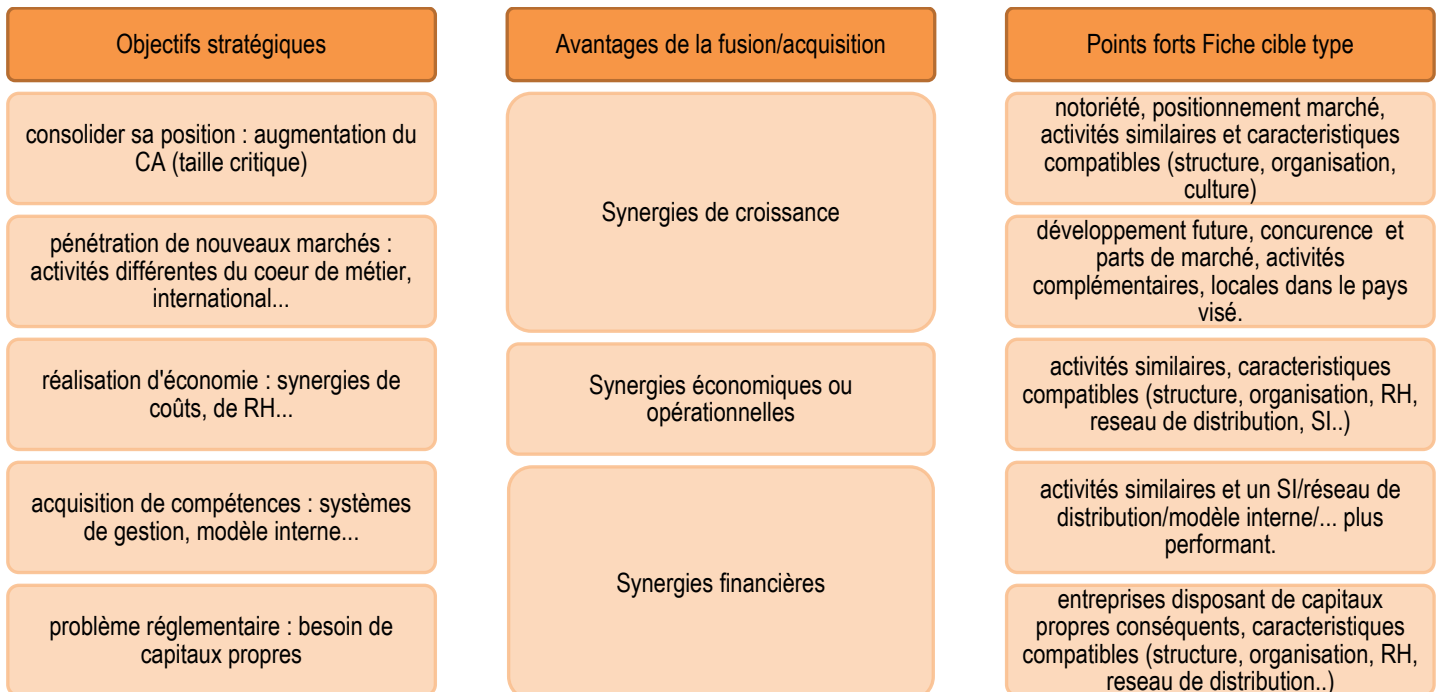 Objectifs stratégiques
consolider sa position : augmentation du
CA (taille critique)
pénétration de nouveaux marchés :
activités différentes du coeur de métier,
international...
réalisation d'économie : synergies de
coûts, de RH...
acquisition de compétences : systèmes
de gestion, modèle interne...
problème réglementaire : besoin de
capitaux propres
Avantages de la fusion/acquisition
Synergies de croissance
Synergies économiques ou
opérationnelles
Synergies financières
Points forts Fiche cible type
notoriété, positionnement marché,
activités similaires et caracteristiques
compatibles (structure, organisation,
culture)
développement future, concurence et
parts de marché, activités
complémentaires, locales dans le pays
visé.
activités similaires, caracteristiques
compatibles (structure, organisation, RH,
reseau de distribution, SI..)
activités similaires et un SI/réseau de
distribution/modèle interne/... plus
performant.
entreprises disposant de capitaux
propres conséquents, caracteristiques
compatibles (structure, organisation, RH,
reseau de distribution..)